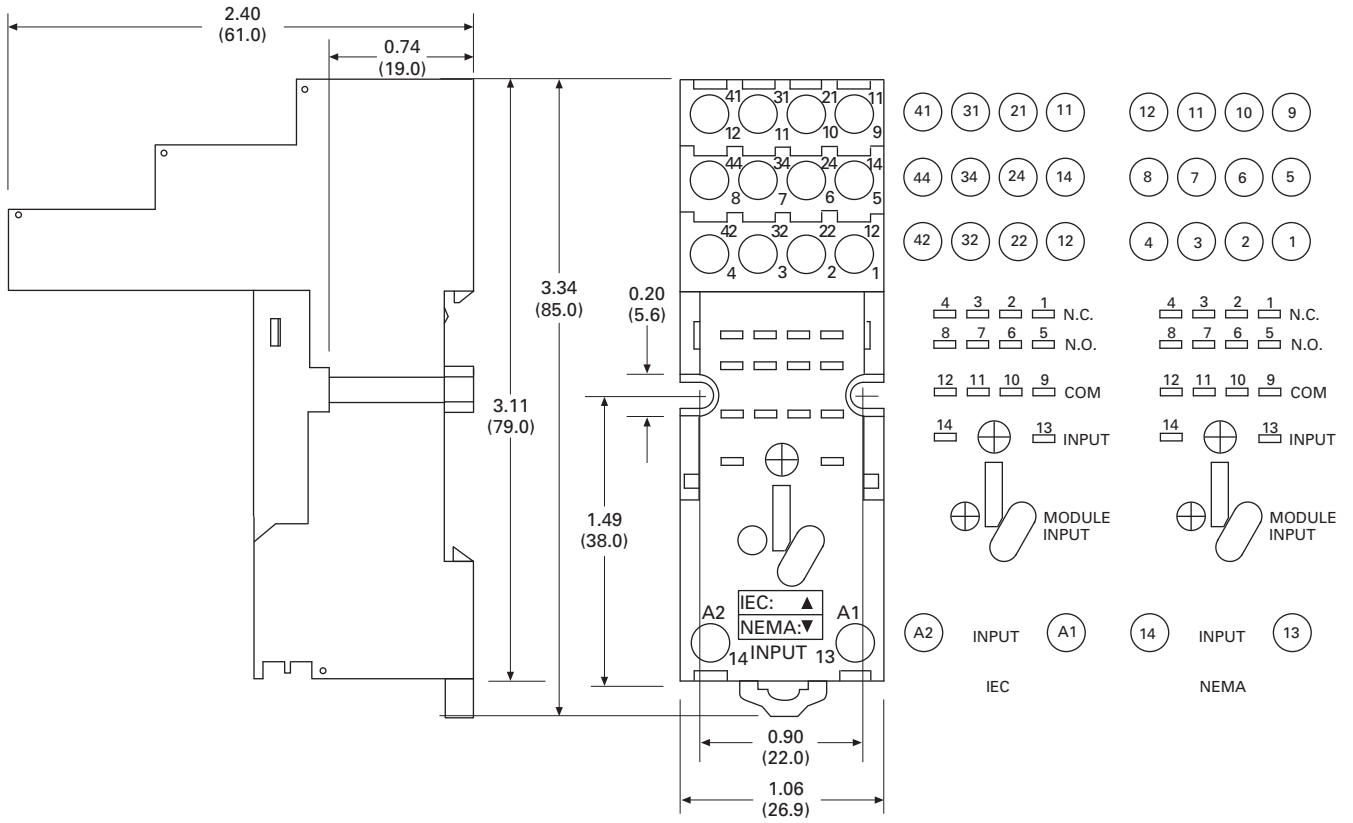 2.40
(61.0)
0.74
(19.0)
3.34
(85.0)
3.11
(79.0)
0.20
(5.6)
1.49
(38.0)
41 31 21 11
12 11 10 9
44 34 24 14
8 7 6 5
42 32 22 12
4 3 2 1
IEC: ▲
NEMA:▼
A2 A1
14 INPUT 13
0.90
(22.0)
1.06
(26.9)
41 31 21 11
44 34 24 14
42 32 22 12
4 3 2 1 N.C.
8 7 6 5 N.O.
12 11 10 9 COM
14 13 INPUT
MODULE
INPUT
A2 INPUT A1
IEC
12 11 10 9
8 7 6 5
4 3 2 1
4 3 2 1 N.C.
8 7 6 5 N.O.
12 11 10 9 COM
14 13 INPUT
MODULE
INPUT
14 INPUT 13
NEMA